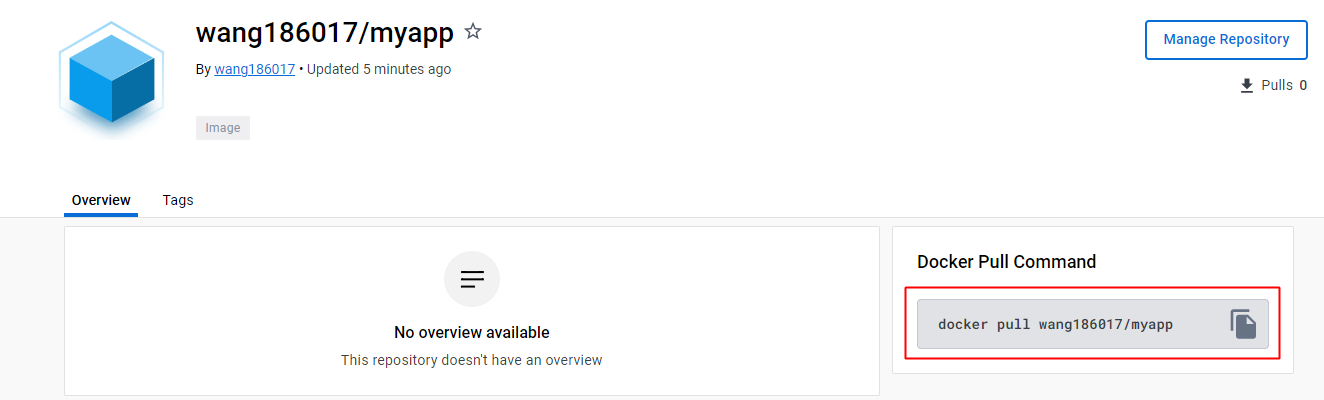 wang186017/myapp
Manage Repository
By wang186017 • Updated 5 minutes ago
Pulls 0
Image
Overview Tags
No overview available
This repository doesn't have an overview
Docker Pull Command
docker pull wang186017/myapp